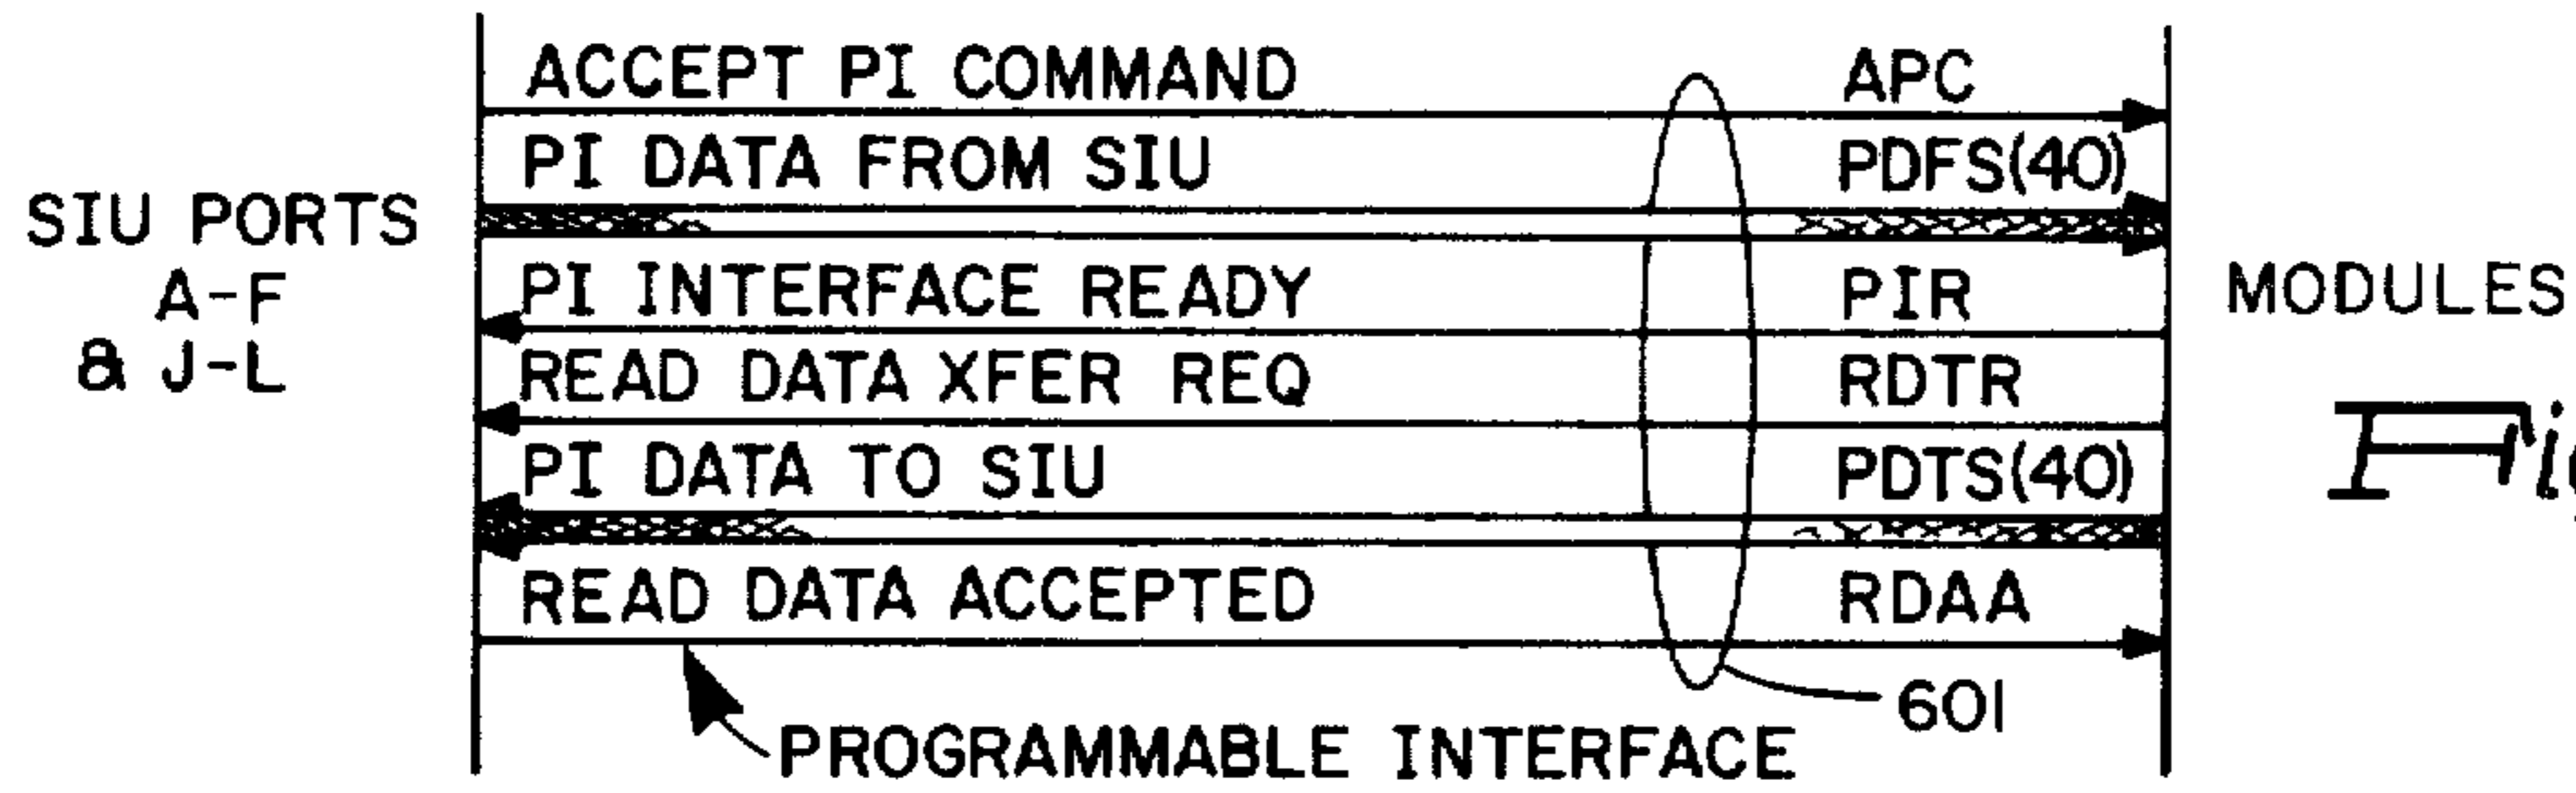 ACCEPT PI COMMAND APC
PI DATA FROM SIU PDFS(40)
SIU PORTS
A-F
& J-L
PI INTERFACE READY PIR
MODULES
READ DATA XFER REQ RDTR
PI DATA TO SIU PDTS(40)
READ DATA ACCEPTED RDAA
601
PROGRAMMABLE INTERFACE